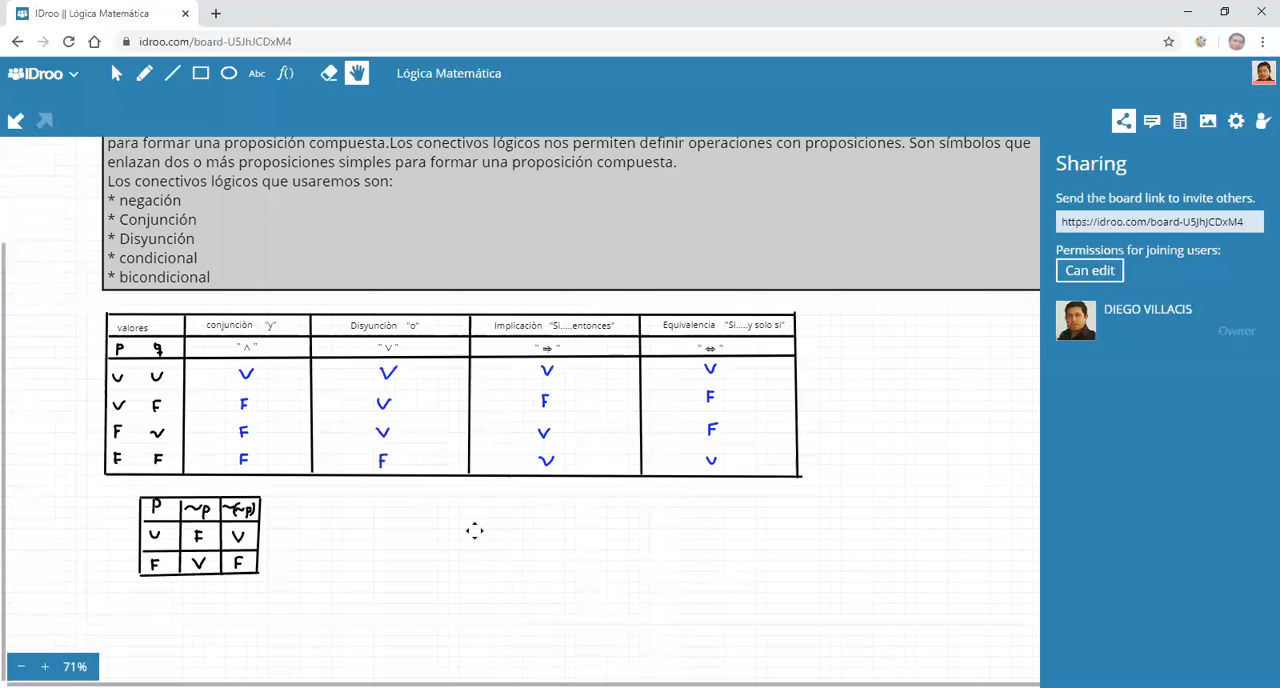 IDroo || Lógica Matemática
idroo.com/board-U5JhJCDxM4
IDroo
Abc
f()
Lógica Matemática
para formar una proposición compuesta.Los conectivos lógicos nos permiten definir operaciones con proposiciones. Son símbolos que
enlazan dos o más proposiciones simples para formar una proposición compuesta.
Los conectivos lógicos que usaremos son:
* negación
* Conjunción
* Disyunción
* condicional
* bicondicional
Sharing
Send the board link to invite others.
https://idroo.com/board-U5JhJCDxM4
Permissions for joining users:
Can edit
DIEGO VILLACIS
Owner
valores conjunciòn "y" Disyunciòn "o" Implicaciòn "Si.....entonces" Equivalencia "Si.....y solo si"
P q " ∧ " " ∨ " " ⇒ " " ⇔ "
V V V V V V
V F F V F F
F V F V V F
F F F F V V
P ~p ~(~p)
V F V
F V F
71%